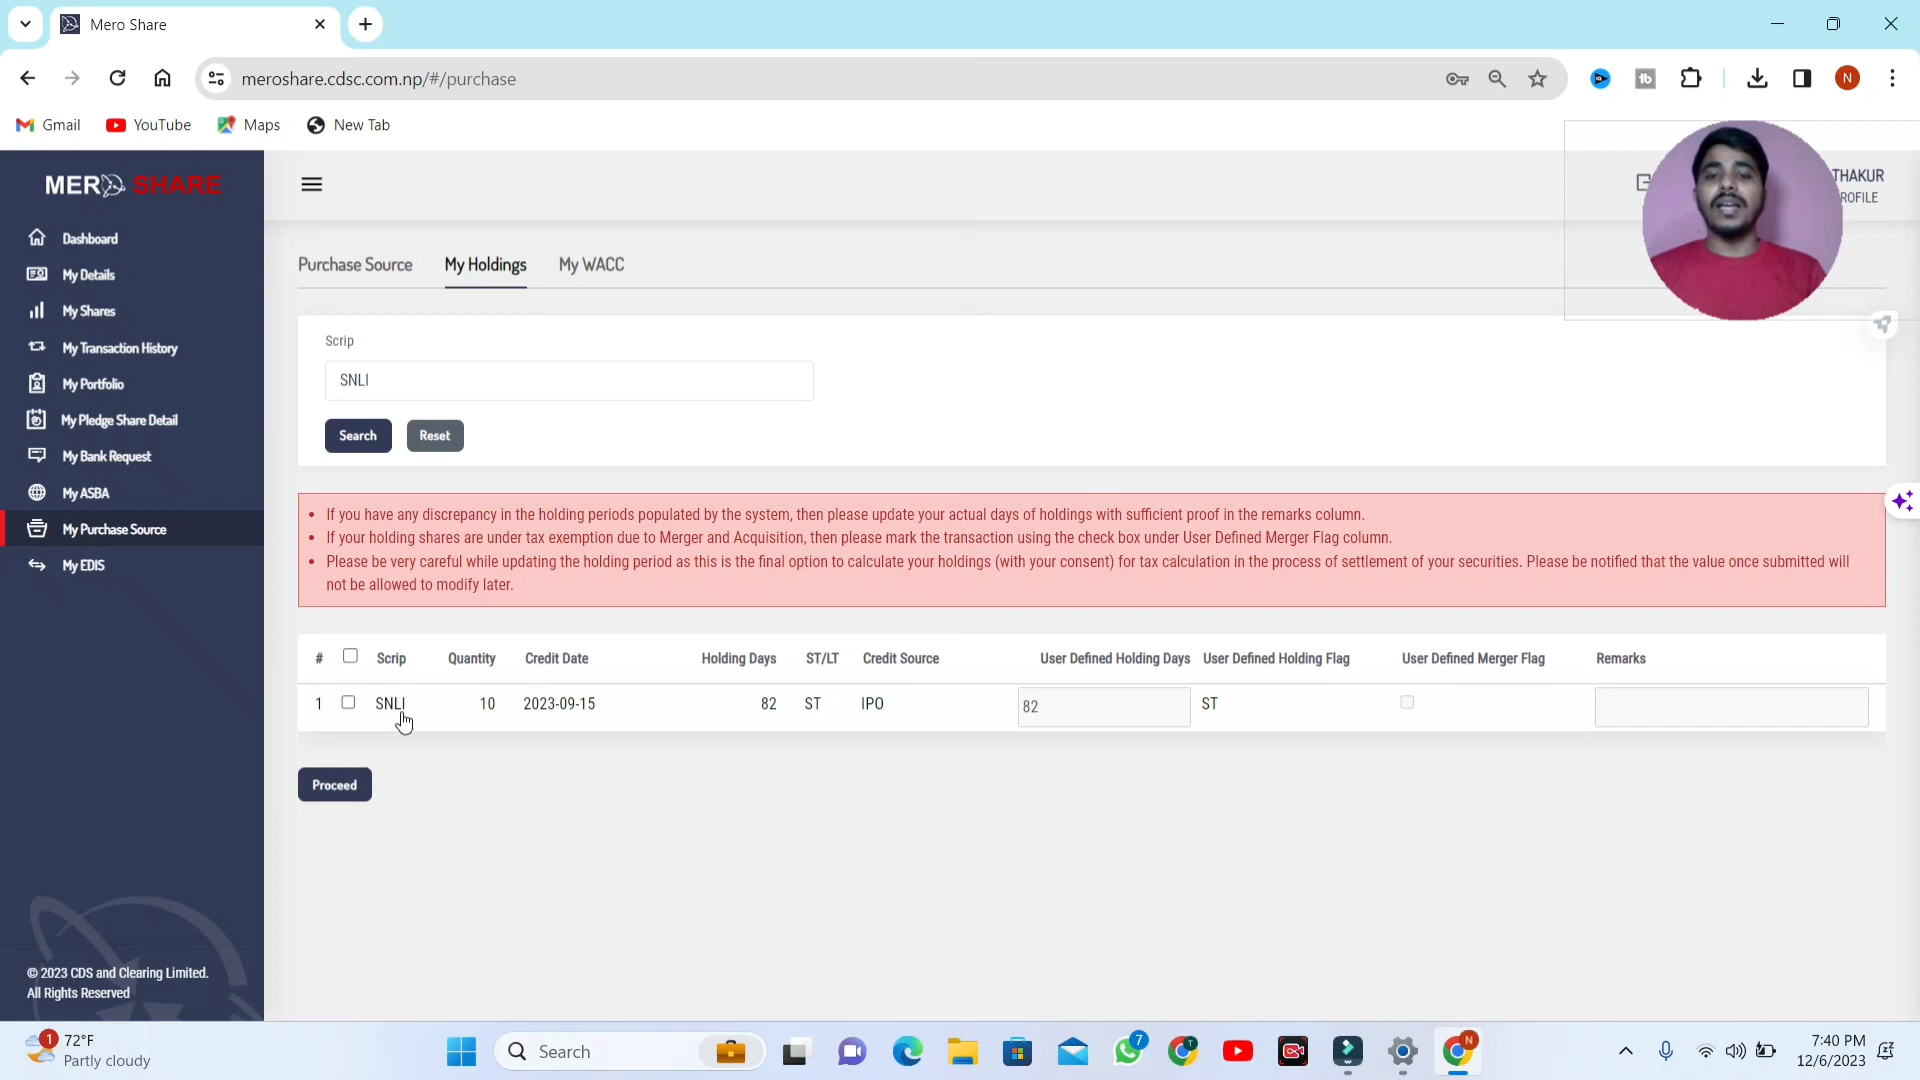 Mero Share
meroshare.cdsc.com.np/#/purchase
tb
N
Gmail
YouTube
Maps
New Tab
MERO SHARE
THAKUR
ROFILE
Dashboard
My Details
My Shares
My Transaction History
My Portfolio
My Pledge Share Detail
My Bank Request
My ASBA
My Purchase Source
My EDIS
Purchase Source
My Holdings
My WACC
Scrip
SNLI
Search
Reset
• If you have any discrepancy in the holding periods populated by the system, then please update your actual days of holdings with sufficient proof in the remarks column.
• If your holding shares are under tax exemption due to Merger and Acquisition, then please mark the transaction using the check box under User Defined Merger Flag column.
• Please be very careful while updating the holding period as this is the final option to calculate your holdings (with your consent) for tax calculation in the process of settlement of your securities. Please be notified that the value once submitted will
not be allowed to modify later.
# Scrip Quantity Credit Date Holding Days ST/LT Credit Source User Defined Holding Days User Defined Holding Flag User Defined Merger Flag Remarks
1 SNLI 10 2023-09-15 82 ST IPO 82 ST
Proceed
© 2023 CDS and Clearing Limited.
All Rights Reserved
1
72°F
Partly cloudy
Search
7
T
N
7:40 PM
12/6/2023